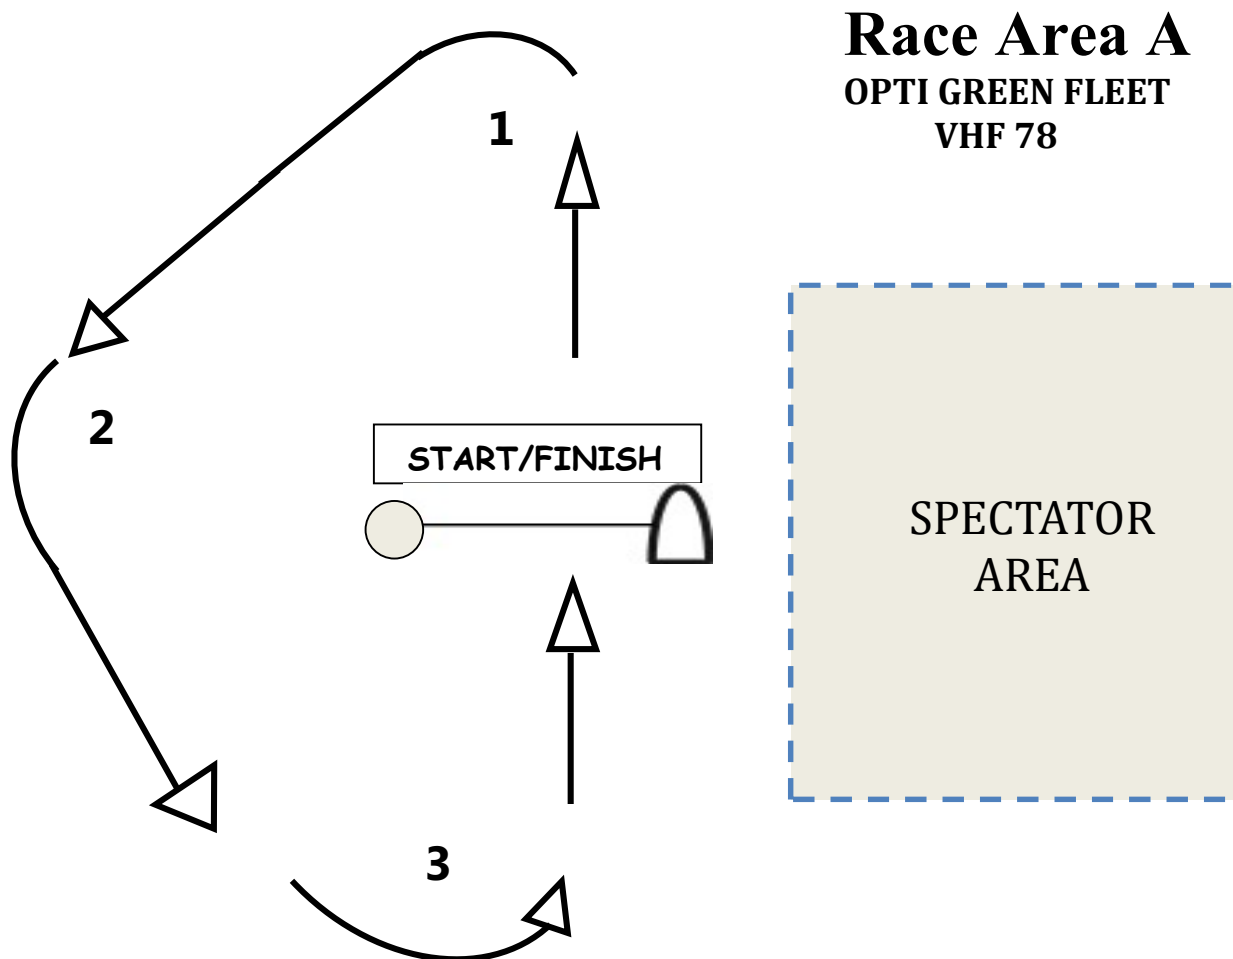 Race Area A
OPTI GREEN FLEET
VHF 78
1
2
START/FINISH
SPECTATOR
AREA
3